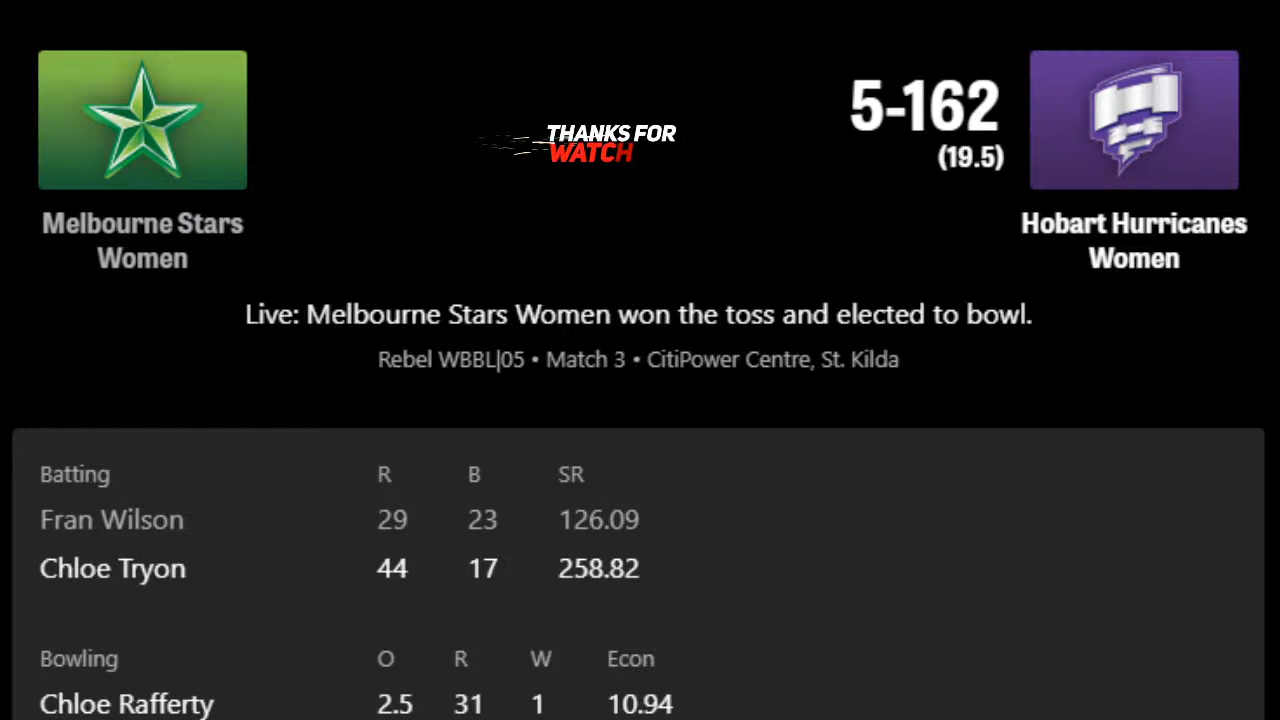 THANKS FOR
WATCH
5-162
(19.5)
Melbourne Stars
Women
Hobart Hurricanes
Women
Live: Melbourne Stars Women won the toss and elected to bowl.
Rebel WBBL|05 • Match 3 • CitiPower Centre, St. Kilda
Batting R B SR
Fran Wilson 29 23 126.09
Chloe Tryon 44 17 258.82
Bowling O R W Econ
Chloe Rafferty 2.5 31 1 10.94